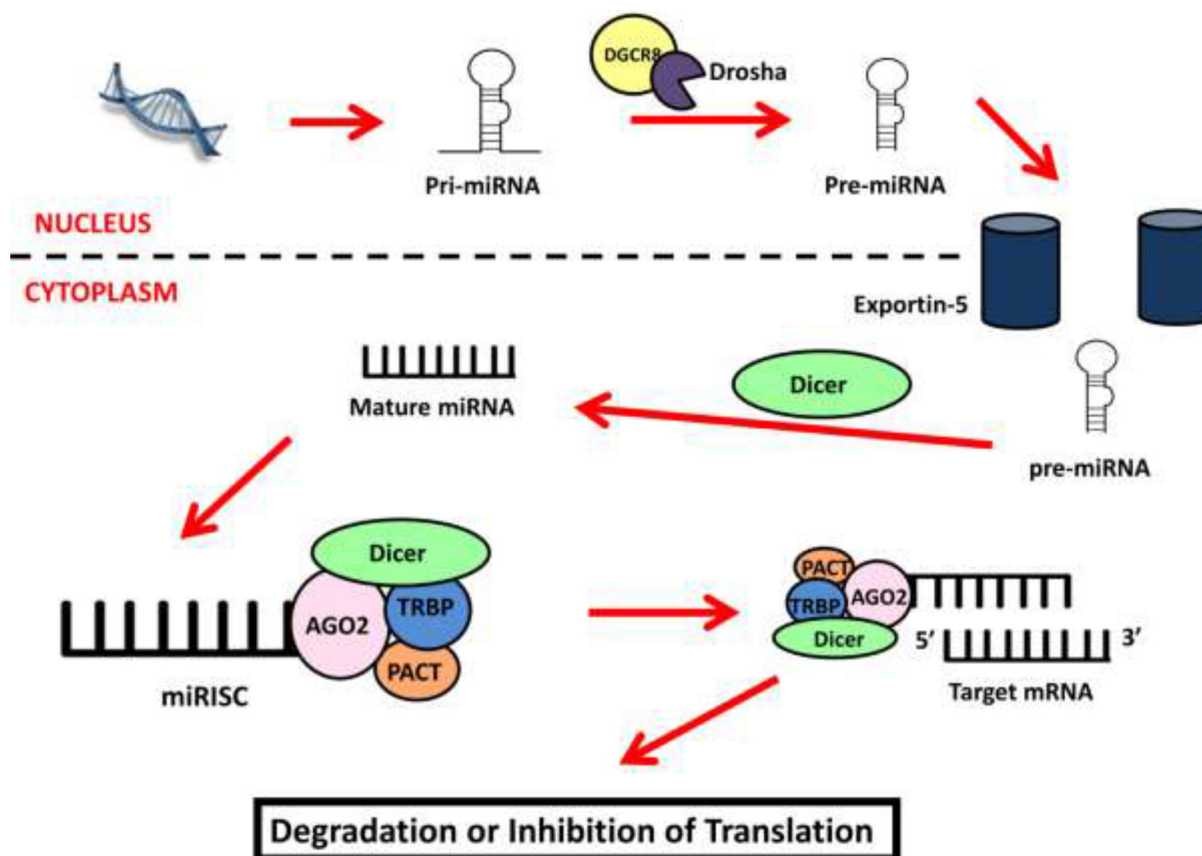 DGCR8
Drosha
Pri-miRNA
Pre-miRNA
NUCLEUS
CYTOPLASM
Exportin-5
Dicer
Mature miRNA
pre-miRNA
Dicer
AGO2
TRBP
PACT
miRISC
PACT
TRBP
AGO2
Dicer
5’
3’
Target mRNA
Degradation or Inhibition of Translation